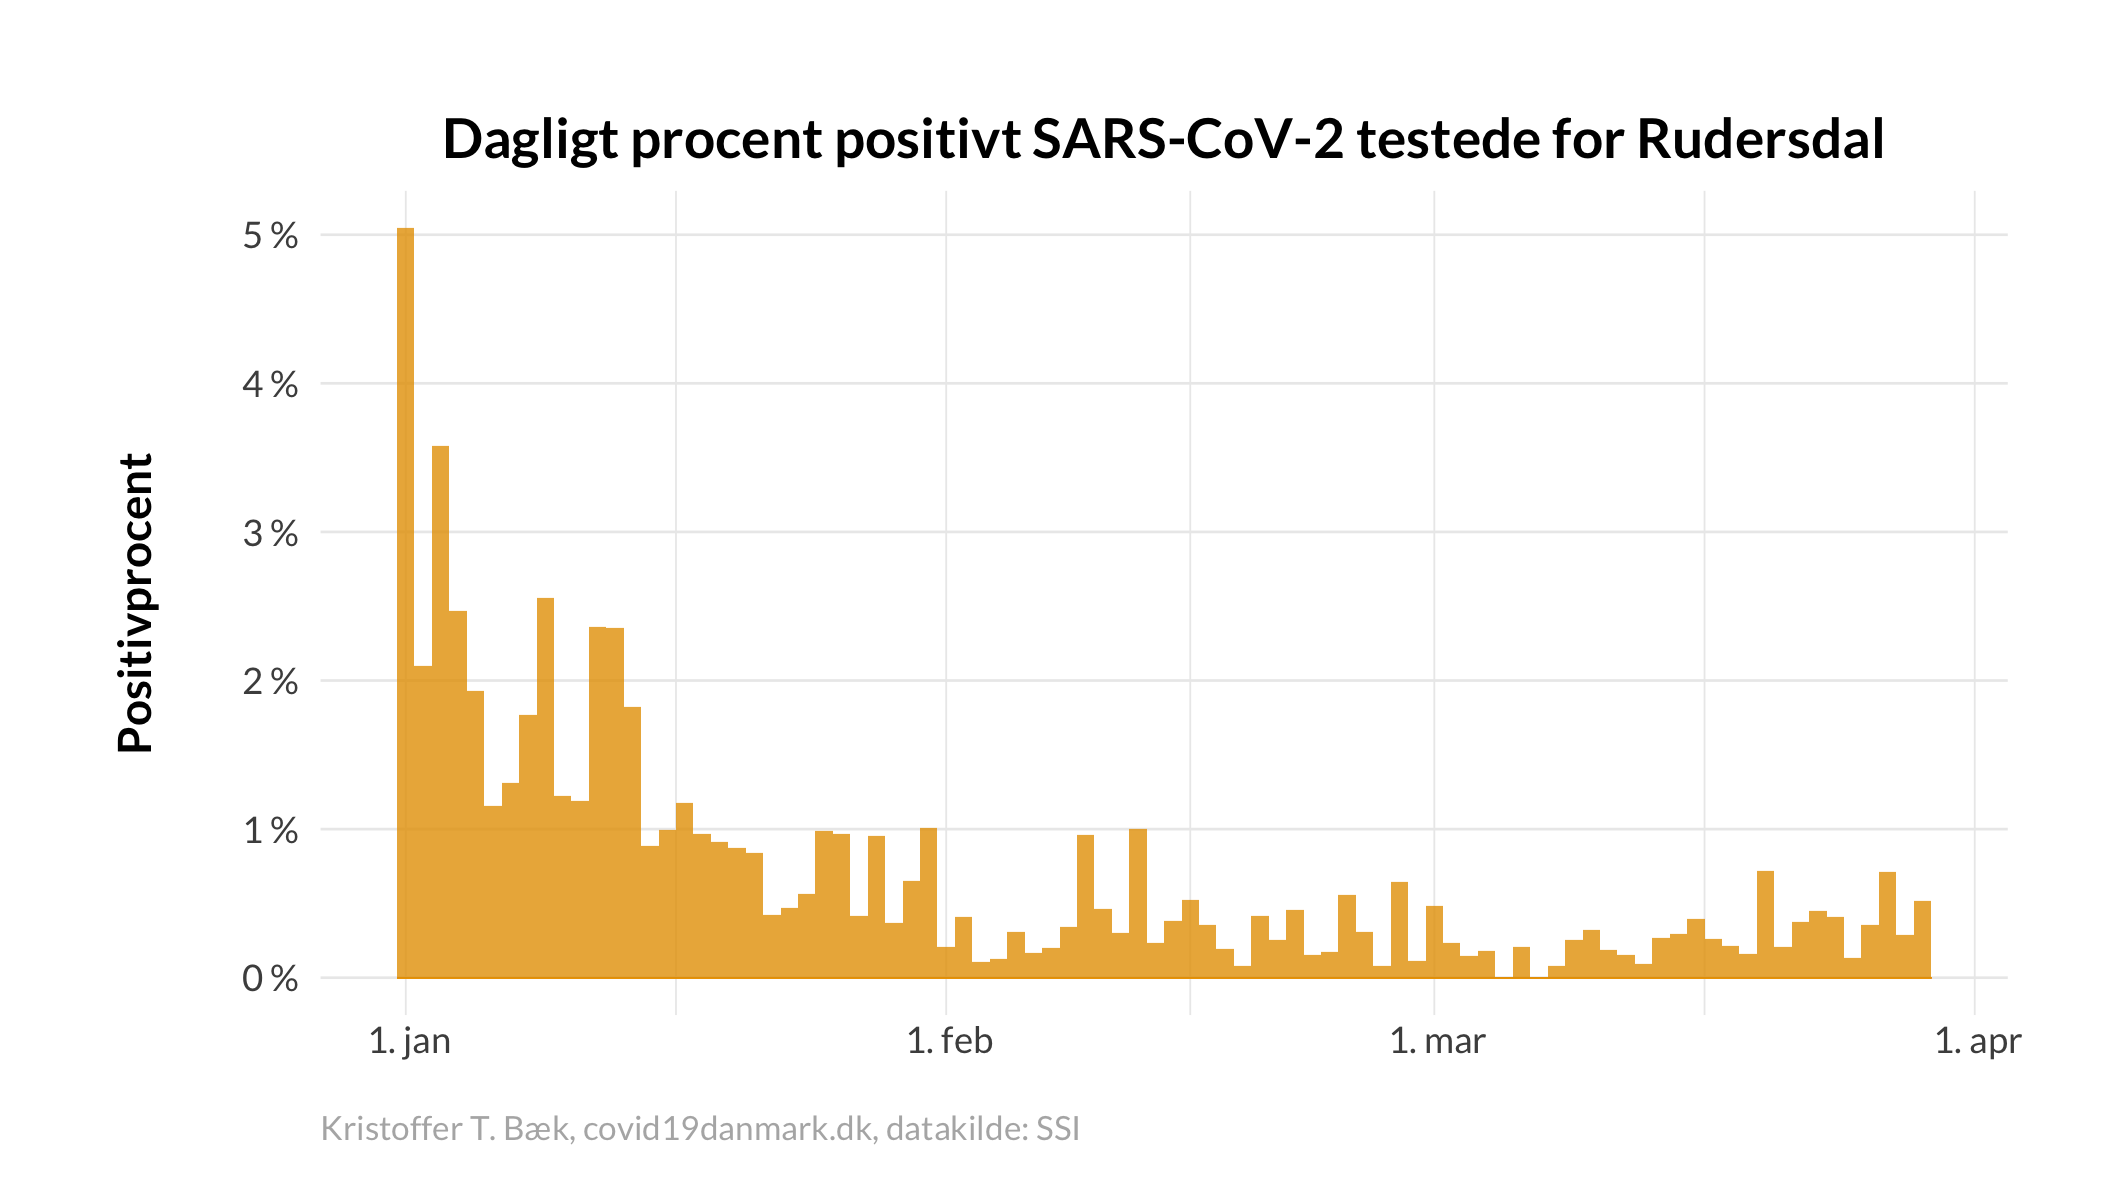 Dagligt procent positivt SARS-CoV-2 testede for Rudersdal
Positivprocent
5 %
4 %
3 %
2 %
1 %
0 %
1. jan
1. feb
1. mar
1. apr
Kristoffer T. Bæk, covid19danmark.dk, datakilde: SSI